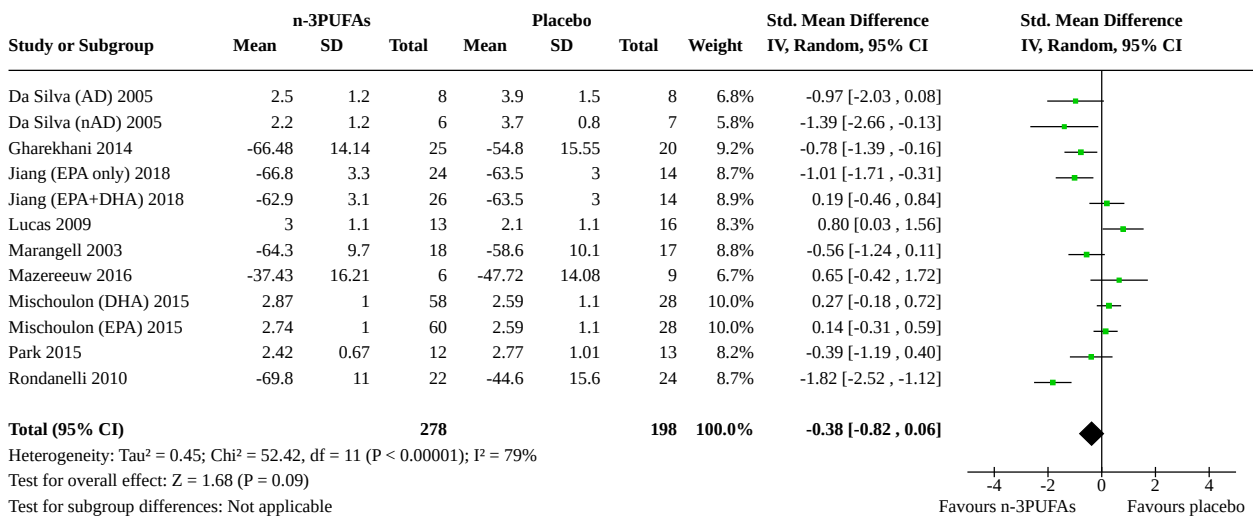 n-3PUFAs Placebo Std. Mean Difference Std. Mean Difference
Study or Subgroup Mean SD Total Mean SD Total Weight IV, Random, 95% CI IV, Random, 95% CI
Da Silva (AD) 2005 2.5 1.2 8 3.9 1.5 8 6.8% -0.97 [-2.03 , 0.08]
Da Silva (nAD) 2005 2.2 1.2 6 3.7 0.8 7 5.8% -1.39 [-2.66 , -0.13]
Gharekhani 2014 -66.48 14.14 25 -54.8 15.55 20 9.2% -0.78 [-1.39 , -0.16]
Jiang (EPA only) 2018 -66.8 3.3 24 -63.5 3 14 8.7% -1.01 [-1.71 , -0.31]
Jiang (EPA+DHA) 2018 -62.9 3.1 26 -63.5 3 14 8.9% 0.19 [-0.46 , 0.84]
Lucas 2009 3 1.1 13 2.1 1.1 16 8.3% 0.80 [0.03 , 1.56]
Marangell 2003 -64.3 9.7 18 -58.6 10.1 17 8.8% -0.56 [-1.24 , 0.11]
Mazereeuw 2016 -37.43 16.21 6 -47.72 14.08 9 6.7% 0.65 [-0.42 , 1.72]
Mischoulon (DHA) 2015 2.87 1 58 2.59 1.1 28 10.0% 0.27 [-0.18 , 0.72]
Mischoulon (EPA) 2015 2.74 1 60 2.59 1.1 28 10.0% 0.14 [-0.31 , 0.59]
Park 2015 2.42 0.67 12 2.77 1.01 13 8.2% -0.39 [-1.19 , 0.40]
Rondanelli 2010 -69.8 11 22 -44.6 15.6 24 8.7% -1.82 [-2.52 , -1.12]
Total (95% CI) 278 198 100.0% -0.38 [-0.82 , 0.06]
Heterogeneity: Tau² = 0.45; Chi² = 52.42, df = 11 (P < 0.00001); I² = 79%
Test for overall effect: Z = 1.68 (P = 0.09)
Test for subgroup differences: Not applicable
-4 -2 0 2 4
Favours n-3PUFAs Favours placebo